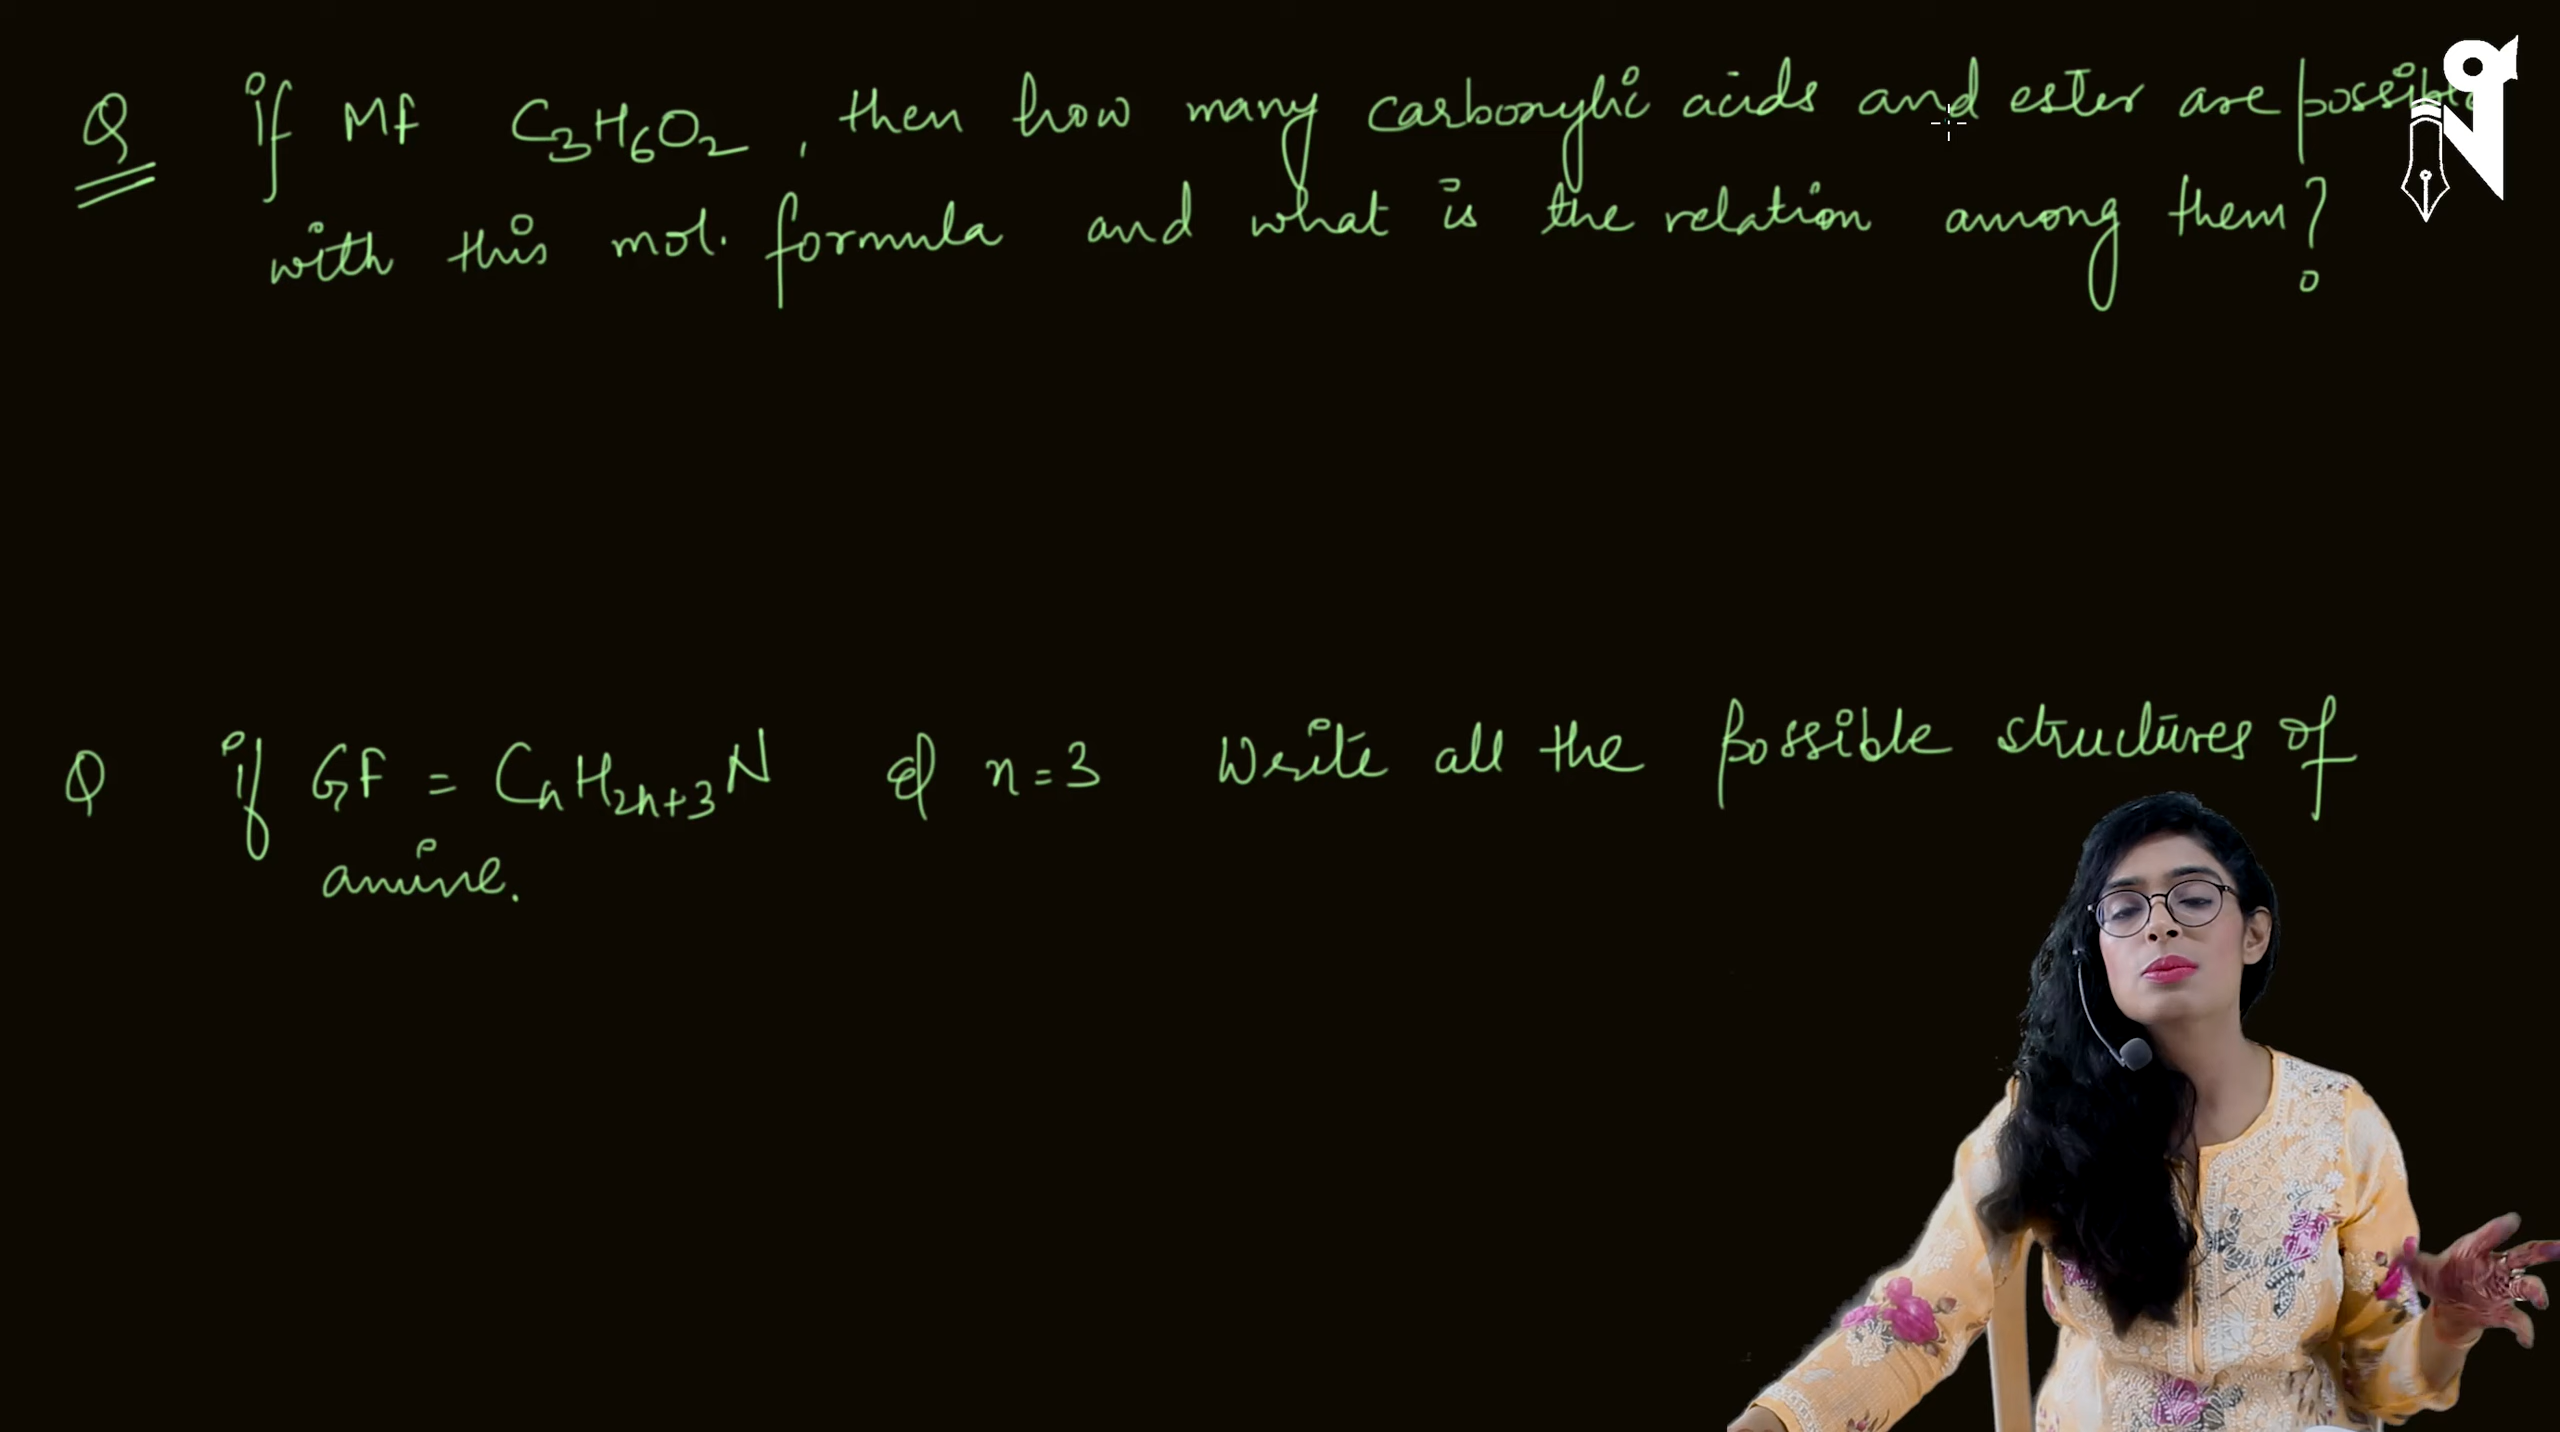 Q If Mf C₃H₆O₂, then how many carboxylic acids and ester are possible
with this mol. formula and what is the relation among them?
Q if GF = CₙH₂ₙ₊₃N & n=3 Write all the possible structures of
amine.